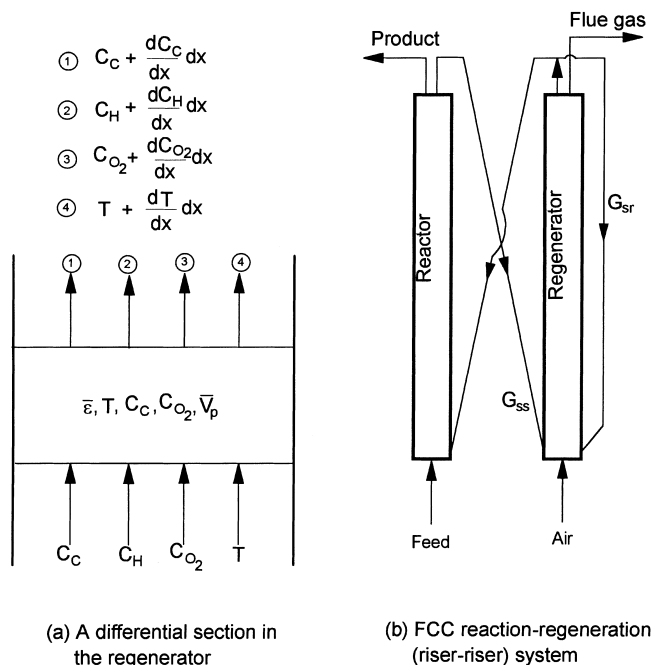 ① C_C + dC_C/dx dx
② C_H + dC_H/dx dx
③ C_O2 + dC_O2/dx dx
④ T + dT/dx dx
① ② ③ ④
ε̄, T, C_C, C_O2, V̄_p
C_C C_H C_O2 T
(a) A differential section in
the regenerator
Product
Flue gas
Reactor
Regenerator
G_sr
G_ss
Feed
Air
(b) FCC reaction-regeneration
(riser-riser) system